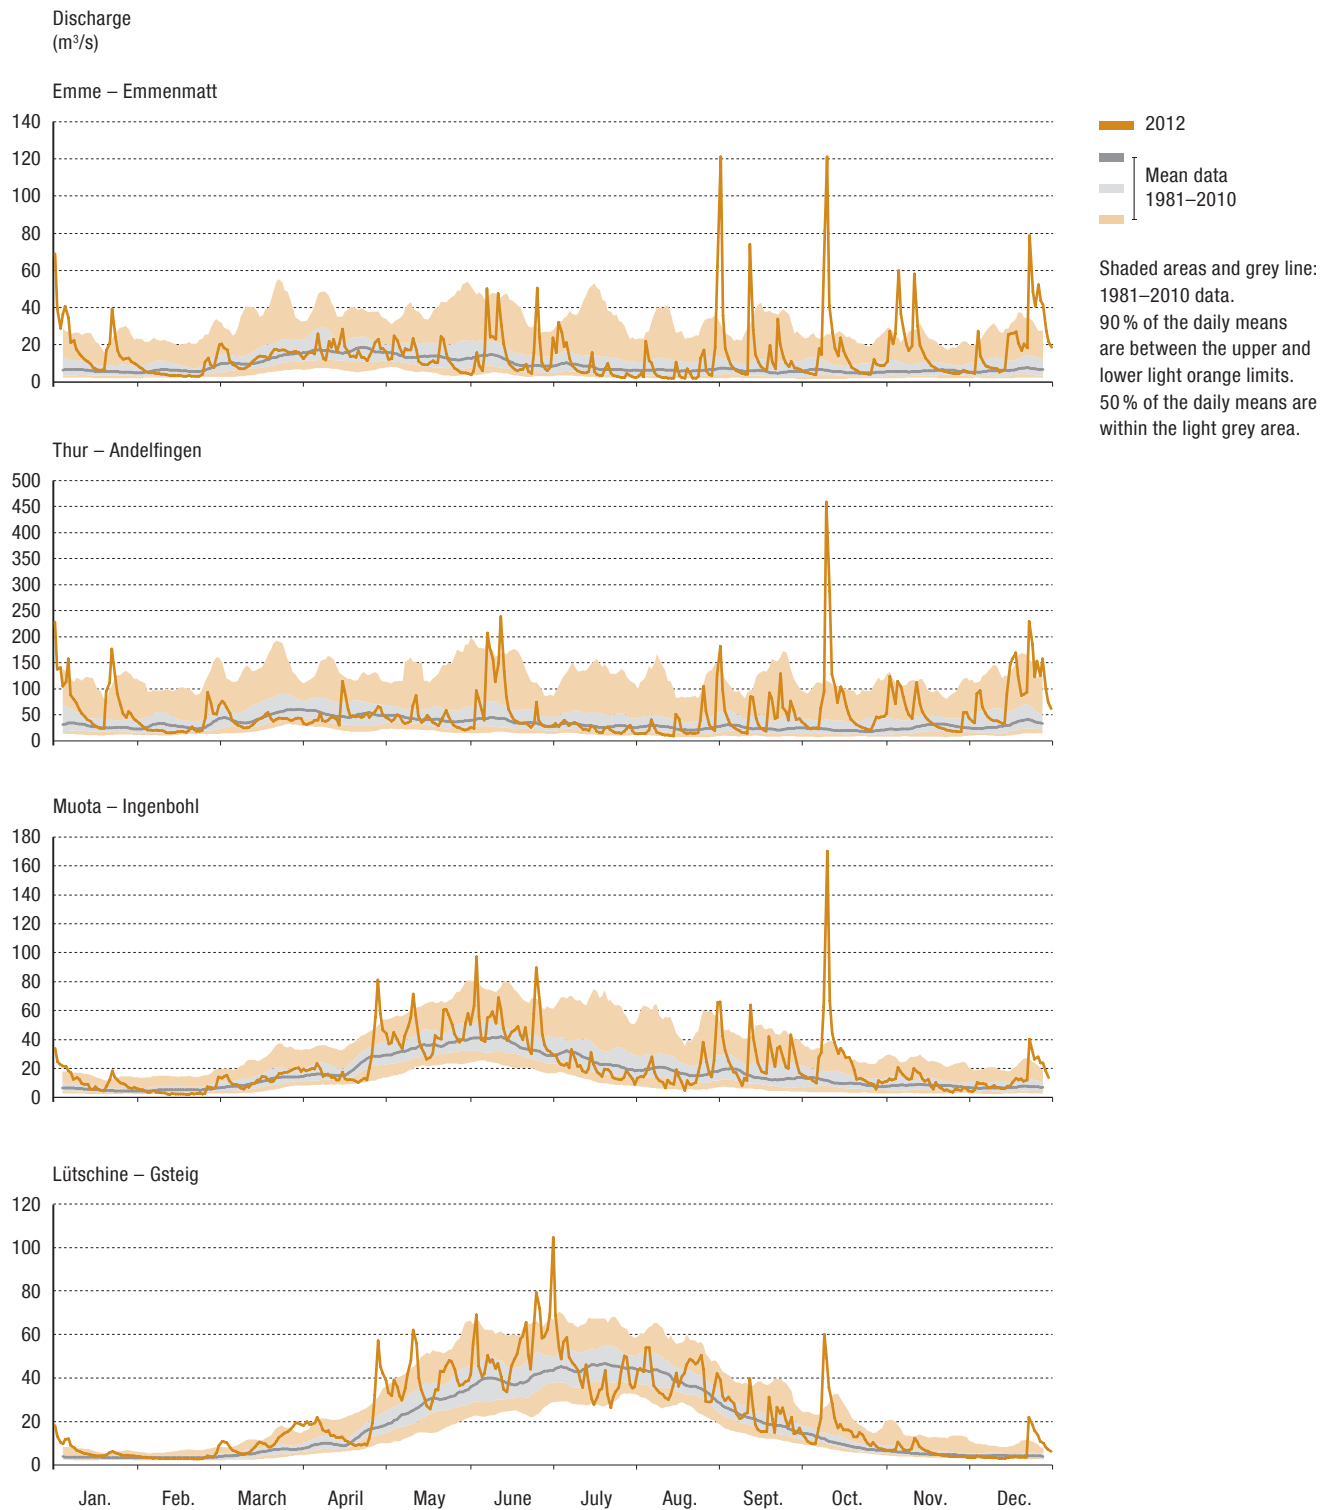 Discharge
(m³/s)
Emme – Emmenmatt
140
120
100
80
60
40
20
0
2012
Mean data
1981–2010
Shaded areas and grey line:
1981–2010 data.
90 % of the daily means
are between the upper and
lower light orange limits.
50 % of the daily means are
within the light grey area.
Thur – Andelfingen
500
450
400
350
300
250
200
150
100
50
0
Muota – Ingenbohl
180
160
140
120
100
80
60
40
20
0
Lütschine – Gsteig
120
100
80
60
40
20
0
Jan. Feb. March April May June July Aug. Sept. Oct. Nov. Dec.